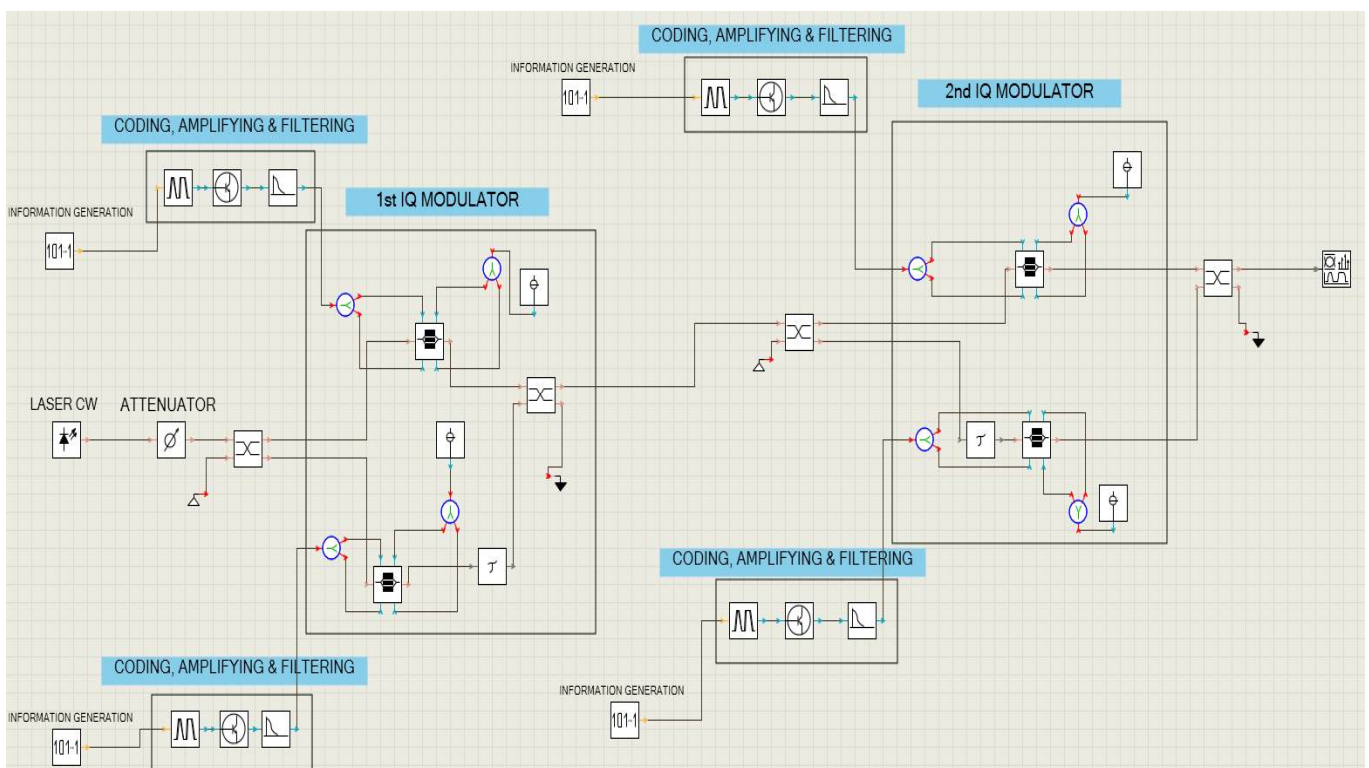 CODING, AMPLIFYING & FILTERING
INFORMATION GENERATION
101-1
2nd IQ MODULATOR
CODING, AMPLIFYING & FILTERING
INFORMATION GENERATION
101-1
1st IQ MODULATOR
LASER CW
ATTENUATOR
τ
τ
CODING, AMPLIFYING & FILTERING
INFORMATION GENERATION
101-1
CODING, AMPLIFYING & FILTERING
INFORMATION GENERATION
101-1